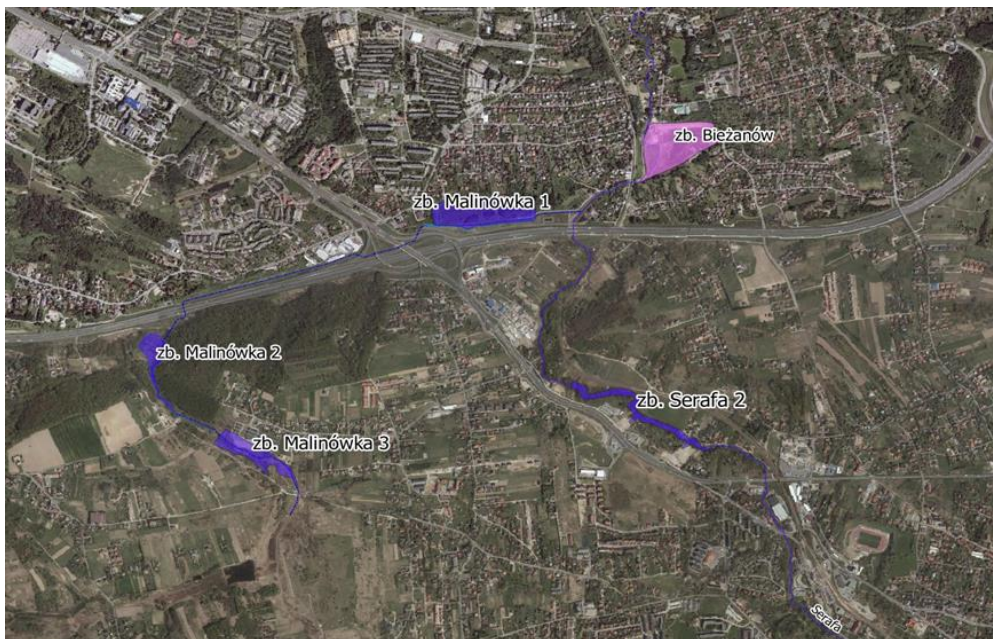 zb. Bieżanów
zb. Malinówka 1
zb. Malinówka 2
zb. Serafa 2
zb. Malinówka 3
Serafa